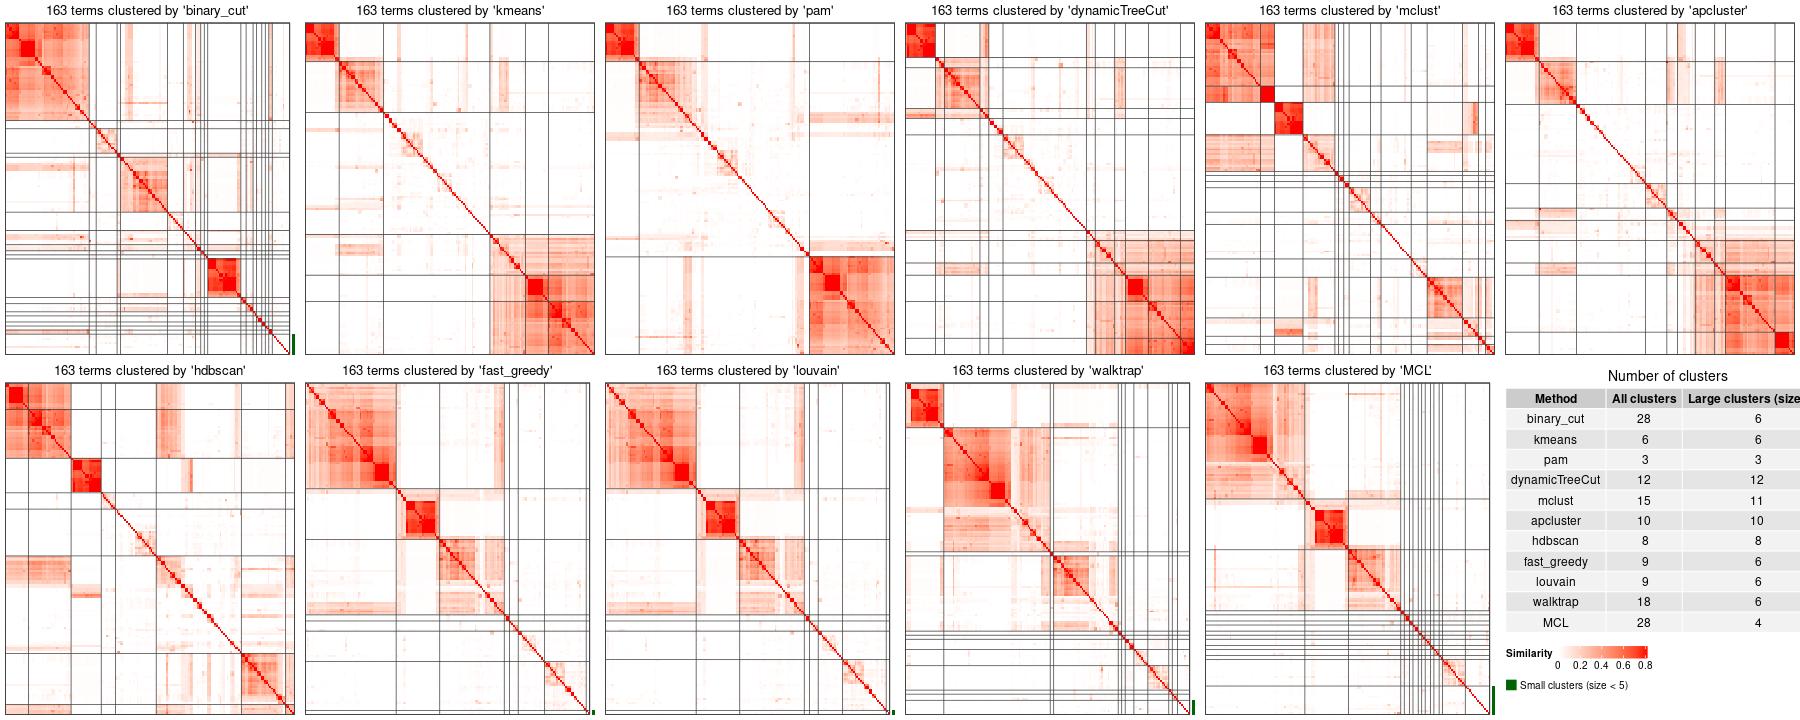 163 terms clustered by 'binary_cut'
163 terms clustered by 'kmeans'
163 terms clustered by 'pam'
163 terms clustered by 'dynamicTreeCut'
163 terms clustered by 'mclust'
163 terms clustered by 'apcluster'
163 terms clustered by 'hdbscan'
163 terms clustered by 'fast_greedy'
163 terms clustered by 'louvain'
163 terms clustered by 'walktrap'
163 terms clustered by 'MCL'
Number of clusters
Method All clusters Large clusters (size
binary_cut 28 6
kmeans 6 6
pam 3 3
dynamicTreeCut 12 12
mclust 15 11
apcluster 10 10
hdbscan 8 8
fast_greedy 9 6
louvain 9 6
walktrap 18 6
MCL 28 4
Similarity
0 0.2 0.4 0.6 0.8
Small clusters (size < 5)